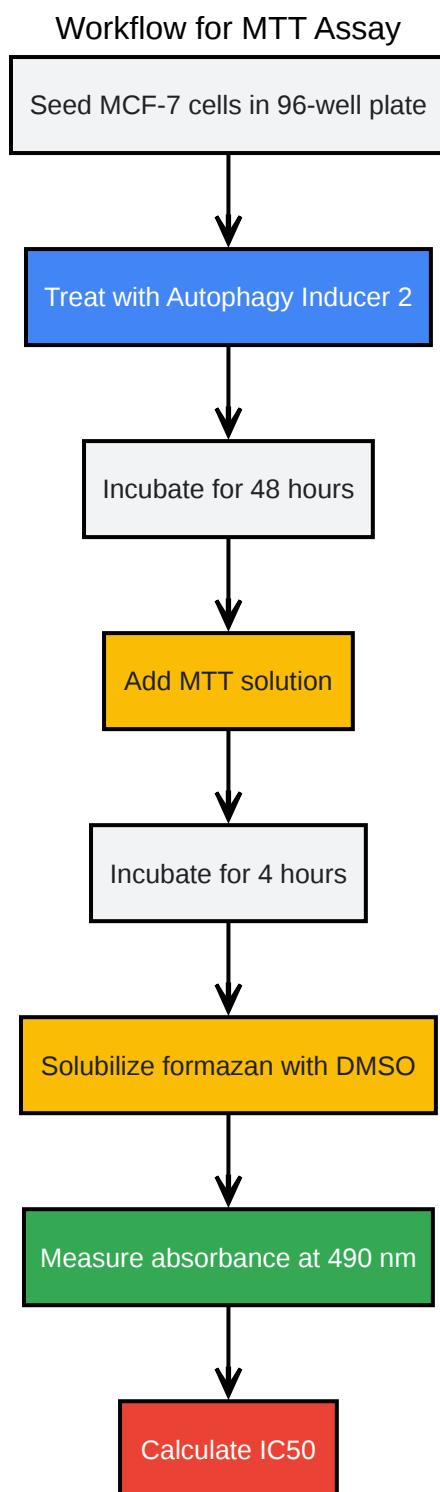 Workflow for MTT Assay
Seed MCF-7 cells in 96-well plate
Treat with Autophagy Inducer 2
Incubate for 48 hours
Add MTT solution
Incubate for 4 hours
Solubilize formazan with DMSO
Measure absorbance at 490 nm
Calculate IC50